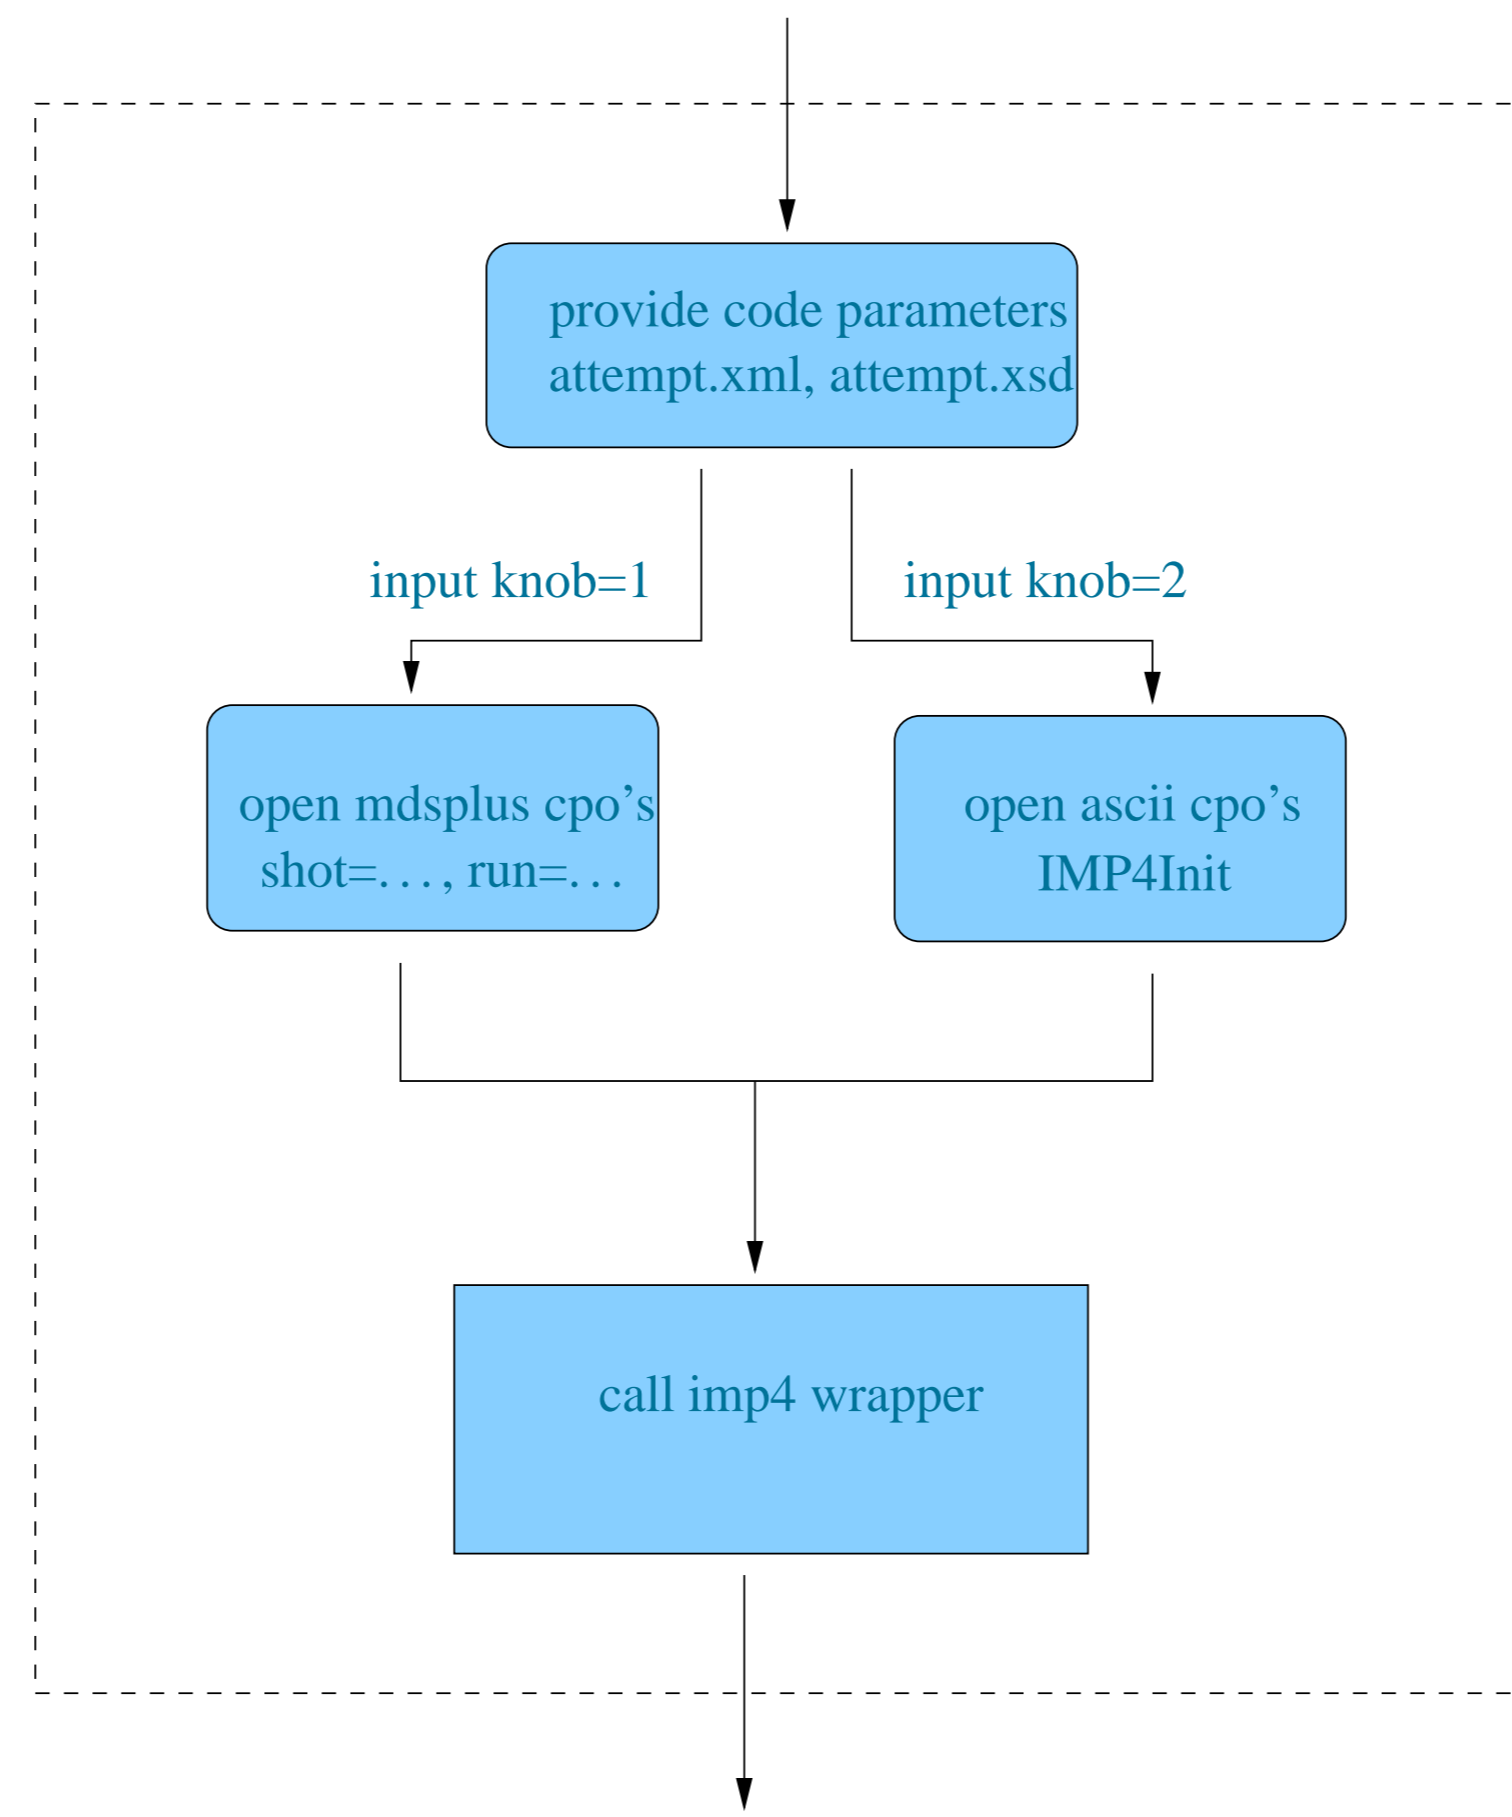 provide code parameters
attempt.xml, attempt.xsd
input knob=1
input knob=2
open mdsplus cpo’s
shot=..., run=...
open ascii cpo’s
IMP4Init
call imp4 wrapper